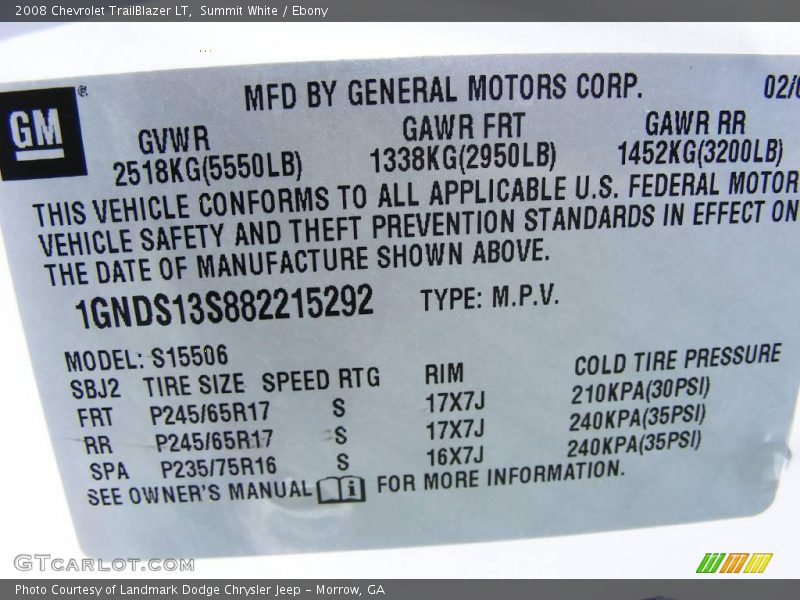 2008 Chevrolet TrailBlazer LT,  Summit White / Ebony
MFD BY GENERAL MOTORS CORP. 02/0
GM
GVWR GAWR FRT GAWR RR
2518KG(5550LB) 1338KG(2950LB) 1452KG(3200LB)
THIS VEHICLE CONFORMS TO ALL APPLICABLE U.S. FEDERAL MOTOR
VEHICLE SAFETY AND THEFT PREVENTION STANDARDS IN EFFECT ON
THE DATE OF MANUFACTURE SHOWN ABOVE.
1GNDS13S882215292 TYPE: M.P.V.
MODEL: S15506
SBJ2 TIRE SIZE SPEED RTG RIM COLD TIRE PRESSURE
FRT P245/65R17 S 17X7J 210KPA(30PSI)
RR P245/65R17 S 17X7J 240KPA(35PSI)
SPA P235/75R16 S 16X7J 240KPA(35PSI)
SEE OWNER'S MANUAL i FOR MORE INFORMATION.
GTCARLOT.COM
Photo Courtesy of Landmark Dodge Chrysler Jeep - Morrow, GA